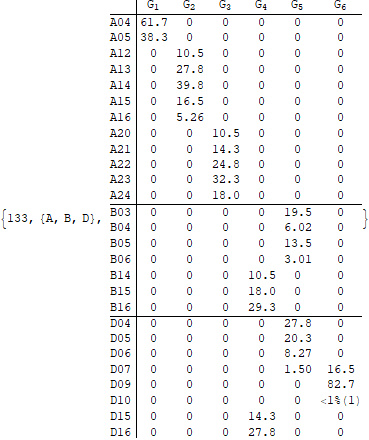 G1 G2 G3 G4 G5 G6
A04 61.7 0 0 0 0 0
A05 38.3 0 0 0 0 0
A12 0 10.5 0 0 0 0
A13 0 27.8 0 0 0 0
A14 0 39.8 0 0 0 0
A15 0 16.5 0 0 0 0
A16 0 5.26 0 0 0 0
A20 0 0 10.5 0 0 0
A21 0 0 14.3 0 0 0
A22 0 0 24.8 0 0 0
A23 0 0 32.3 0 0 0
A24 0 0 18.0 0 0 0
B03 0 0 0 0 19.5 0
{133, {A, B, D}, B04 0 0 0 0 6.02 0 }
B05 0 0 0 0 13.5 0
B06 0 0 0 0 3.01 0
B14 0 0 0 10.5 0 0
B15 0 0 0 18.0 0 0
B16 0 0 0 29.3 0 0
D04 0 0 0 0 27.8 0
D05 0 0 0 0 20.3 0
D06 0 0 0 0 8.27 0
D07 0 0 0 0 1.50 16.5
D09 0 0 0 0 0 82.7
D10 0 0 0 0 0 <1%(1)
D15 0 0 0 14.3 0 0
D16 0 0 0 27.8 0 0